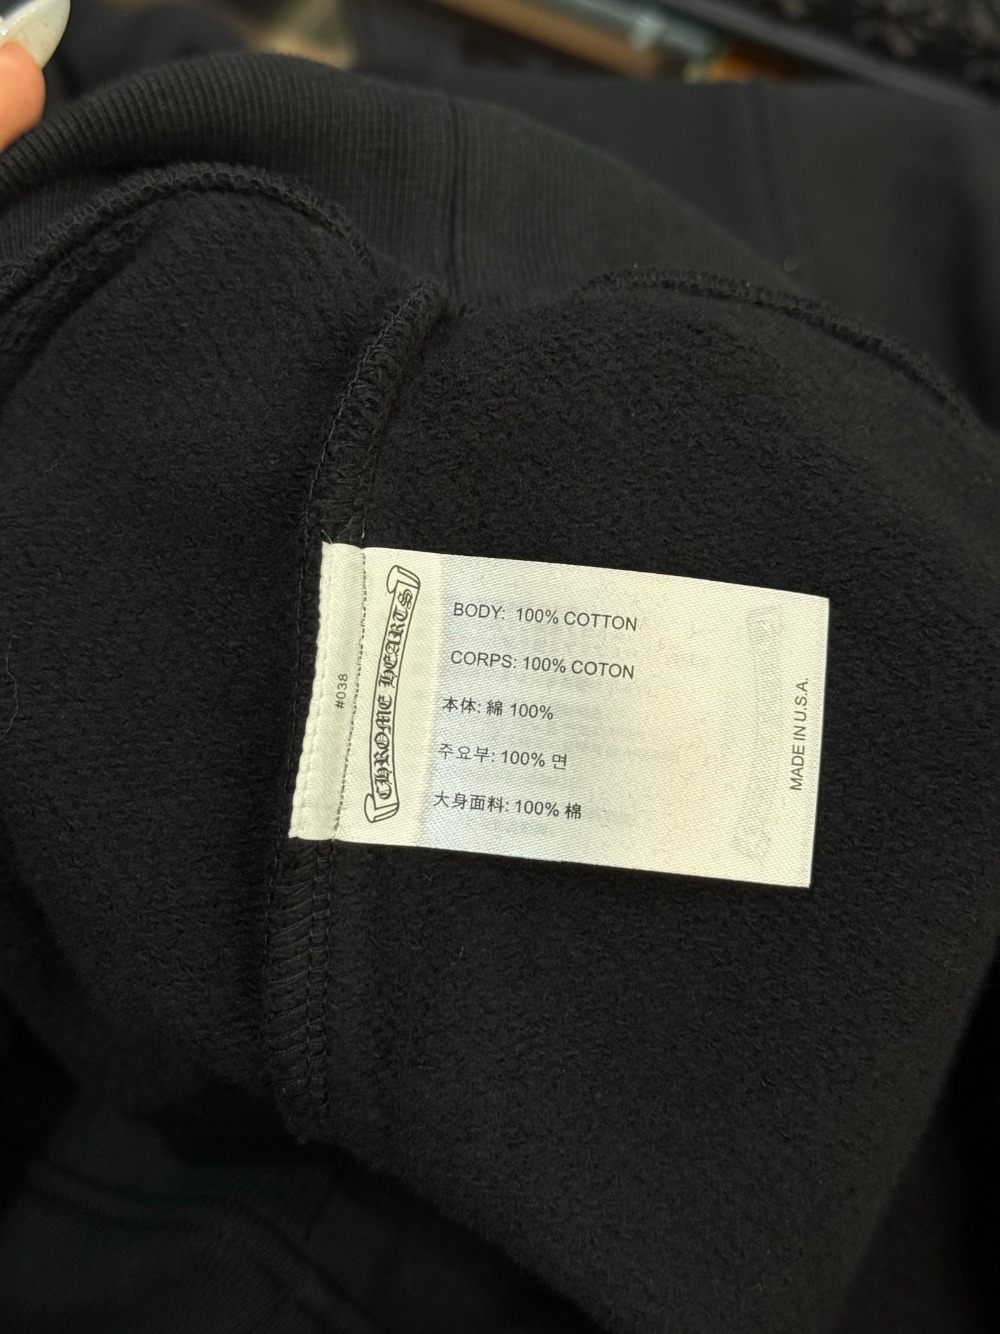 #038
CHROME HEARTS
BODY: 100% COTTON
CORPS: 100% COTON
本体: 綿 100%
주요부: 100% 면
大身面料: 100% 棉
MADE IN U.S.A.